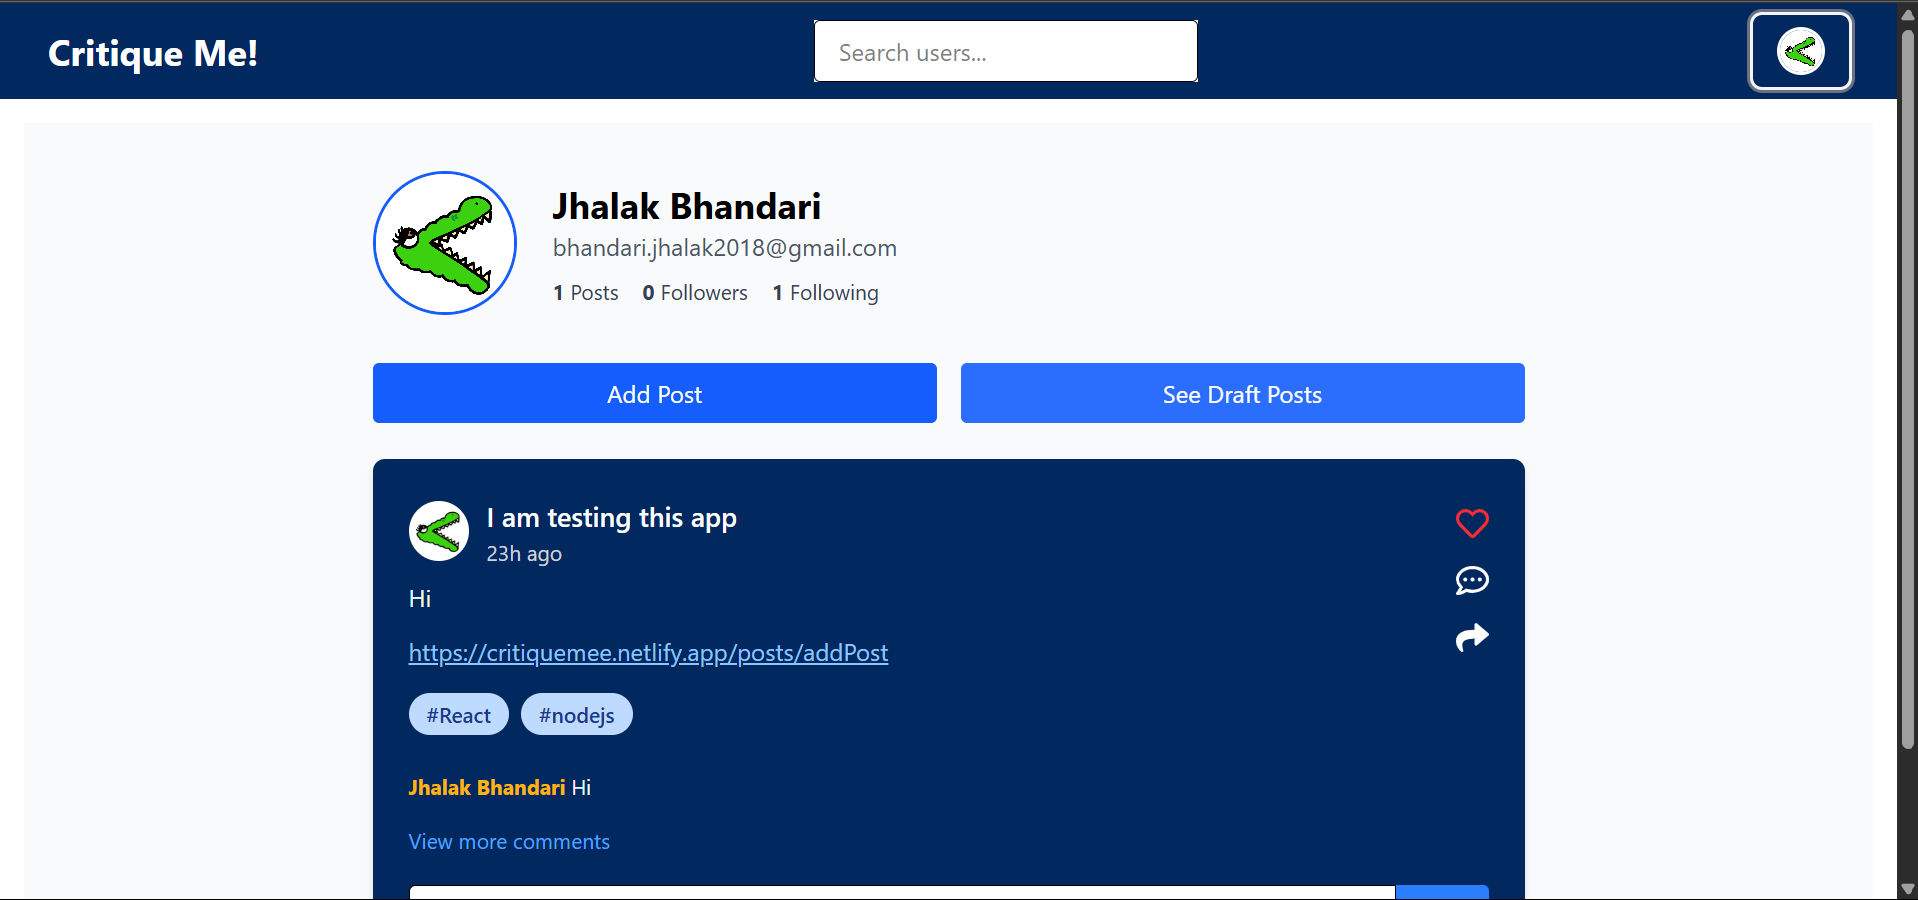 Critique Me!
Search users...
Jhalak Bhandari
bhandari.jhalak2018@gmail.com
1 Posts 0 Followers 1 Following
Add Post
See Draft Posts
I am testing this app
23h ago
Hi
https://critiquemee.netlify.app/posts/addPost
#React #nodejs
Jhalak Bhandari Hi
View more comments